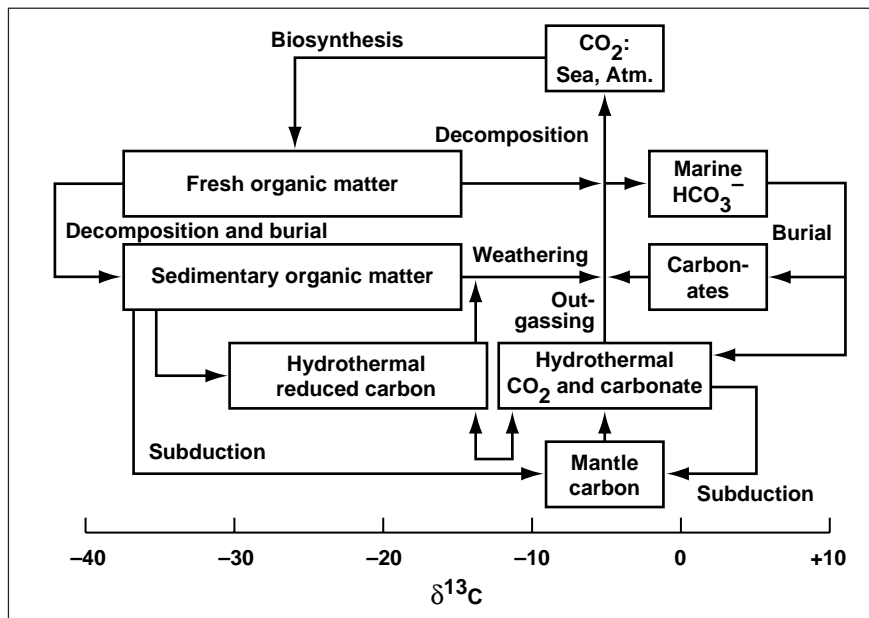 Biosynthesis
CO₂:
Sea, Atm.
Decomposition
Fresh organic matter
Marine
HCO₃⁻
Decomposition and burial
Burial
Weathering
Sedimentary organic matter
Carbon-
ates
Out-
gassing
Hydrothermal
reduced carbon
Hydrothermal
CO₂ and carbonate
Subduction
Mantle
carbon
Subduction
–40 –30 –20 –10 0 +10
δ¹³C